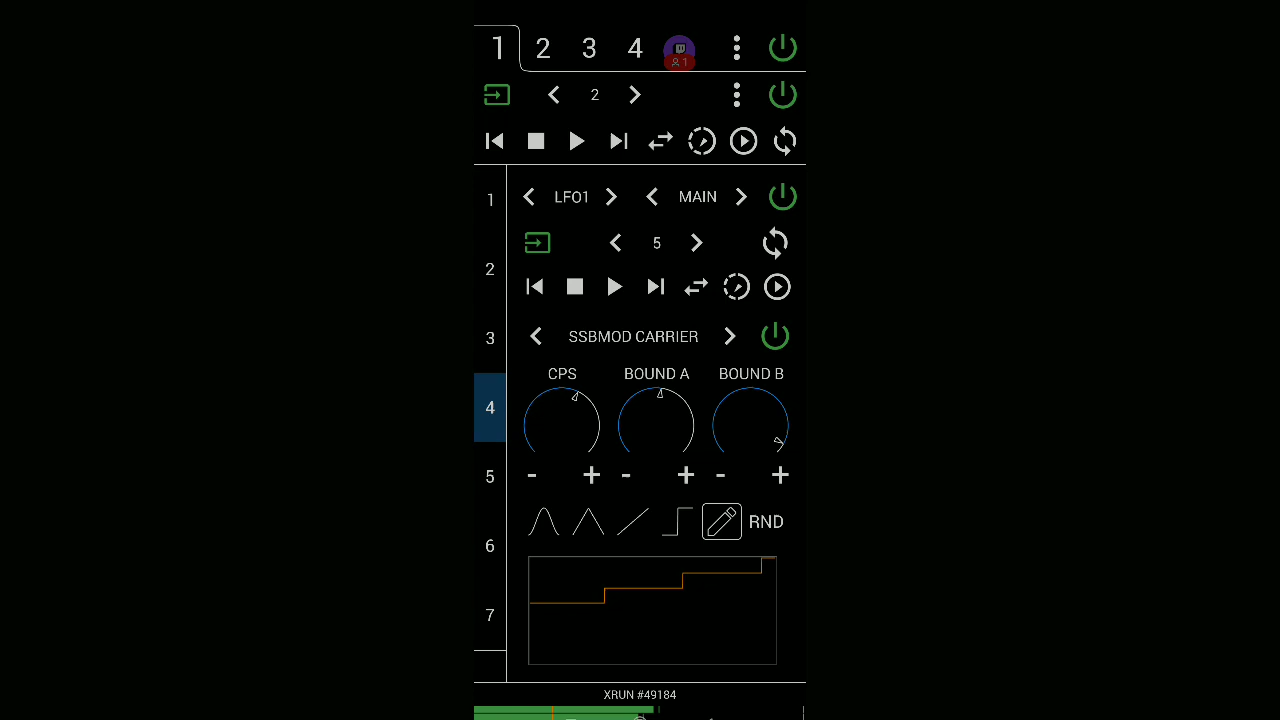 1 2 3 4 1
2
1 LFO1 MAIN
5
2
3 SSBMOD CARRIER
CPS BOUND A BOUND B
4
- + - + - +
5
RND
6
7
XRUN #49184